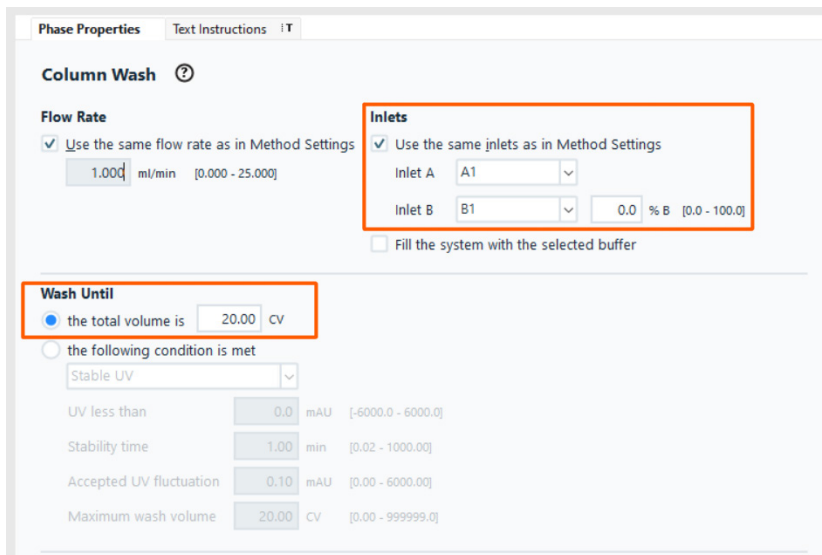 Phase Properties Text Instructions T
Column Wash ?
Flow Rate
Use the same flow rate as in Method Settings
1.000 ml/min [0.000 - 25.000]
Inlets
Use the same inlets as in Method Settings
Inlet A A1
Inlet B B1 0.0 % B [0.0 - 100.0]
Fill the system with the selected buffer
Wash Until
the total volume is 20.00 CV
the following condition is met
Stable UV
UV less than 0.0 mAU [-6000.0 - 6000.0]
Stability time 1.00 min [0.02 - 1000.00]
Accepted UV fluctuation 0.10 mAU [0.00 - 6000.00]
Maximum wash volume 20.00 CV [0.00 - 999999.0]